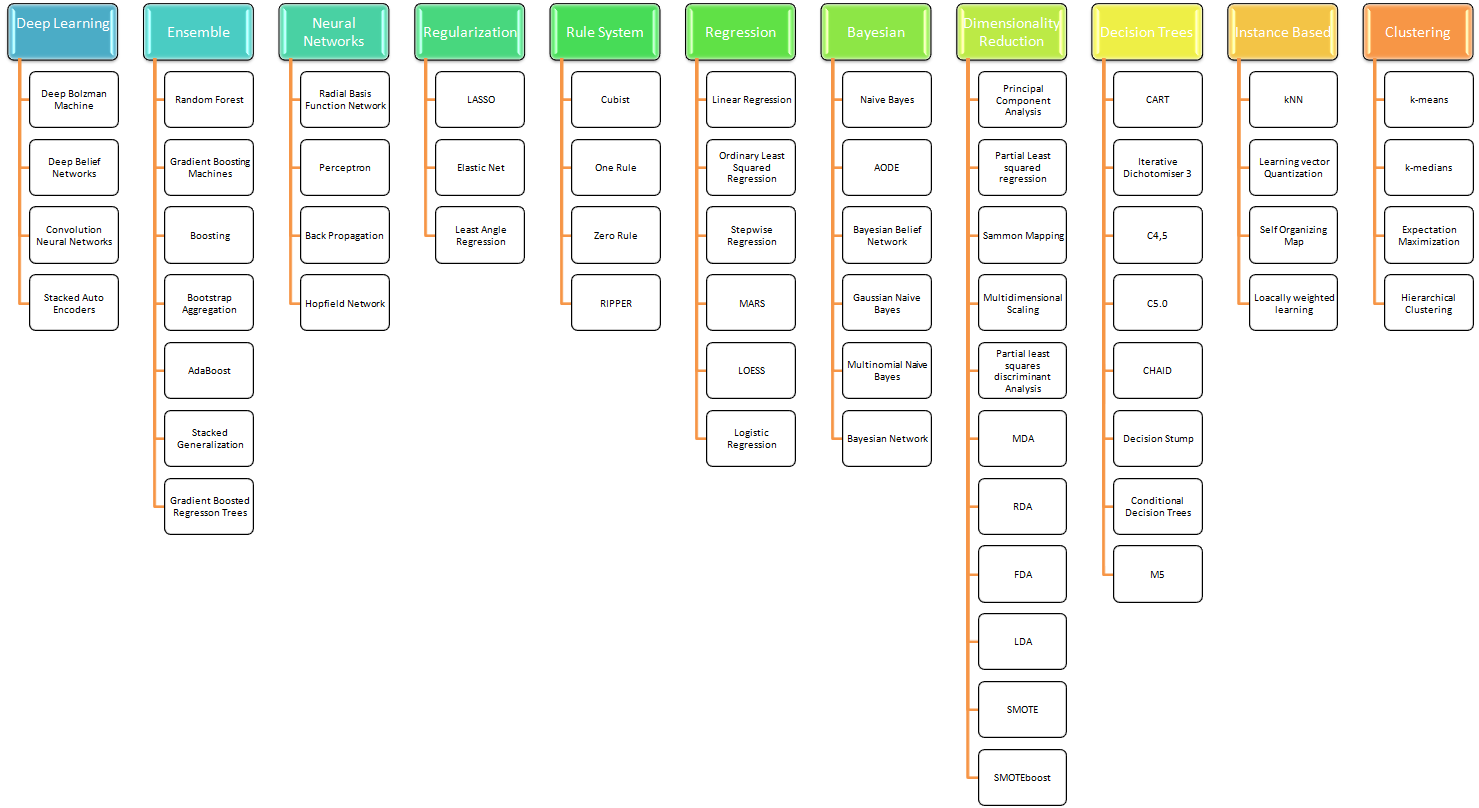 Deep Learning
Deep Bolzman
Machine
Deep Belief
Networks
Convolution
Neural Networks
Stacked Auto
Encoders
Ensemble
Random Forest
Gradient Boosting
Machines
Boosting
Bootstrap
Aggregation
AdaBoost
Stacked
Generalization
Gradient Boosted
Regresson Trees
Neural
Networks
Radial Basis
Function Network
Perceptron
Back Propagation
Hopfield Network
Regularization
LASSO
Elastic Net
Least Angle
Regression
Rule System
Cubist
One Rule
Zero Rule
RIPPER
Regression
Linear Regression
Ordinary Least
Squared
Regression
Stepwise
Regression
MARS
LOESS
Logistic
Regression
Bayesian
Naive Bayes
AODE
Bayesian Belief
Network
Gaussian Naive
Bayes
Multinomial Naive
Bayes
Bayesian Network
Dimensionality
Reduction
Principal
Component
Analysis
Partial Least
squared
regression
Sammon Mapping
Multidimensional
Scaling
Partial least
squares
discriminant
Analysis
MDA
RDA
FDA
LDA
SMOTE
SMOTEboost
Decision Trees
CART
Iterative
Dichotomiser 3
C4,5
C5.0
CHAID
Decision Stump
Conditional
Decision Trees
M5
Instance Based
kNN
Learning vector
Quantization
Self Organizing
Map
Loacally weighted
learning
Clustering
k-means
k-medians
Expectation
Maximization
Hierarchical
Clustering